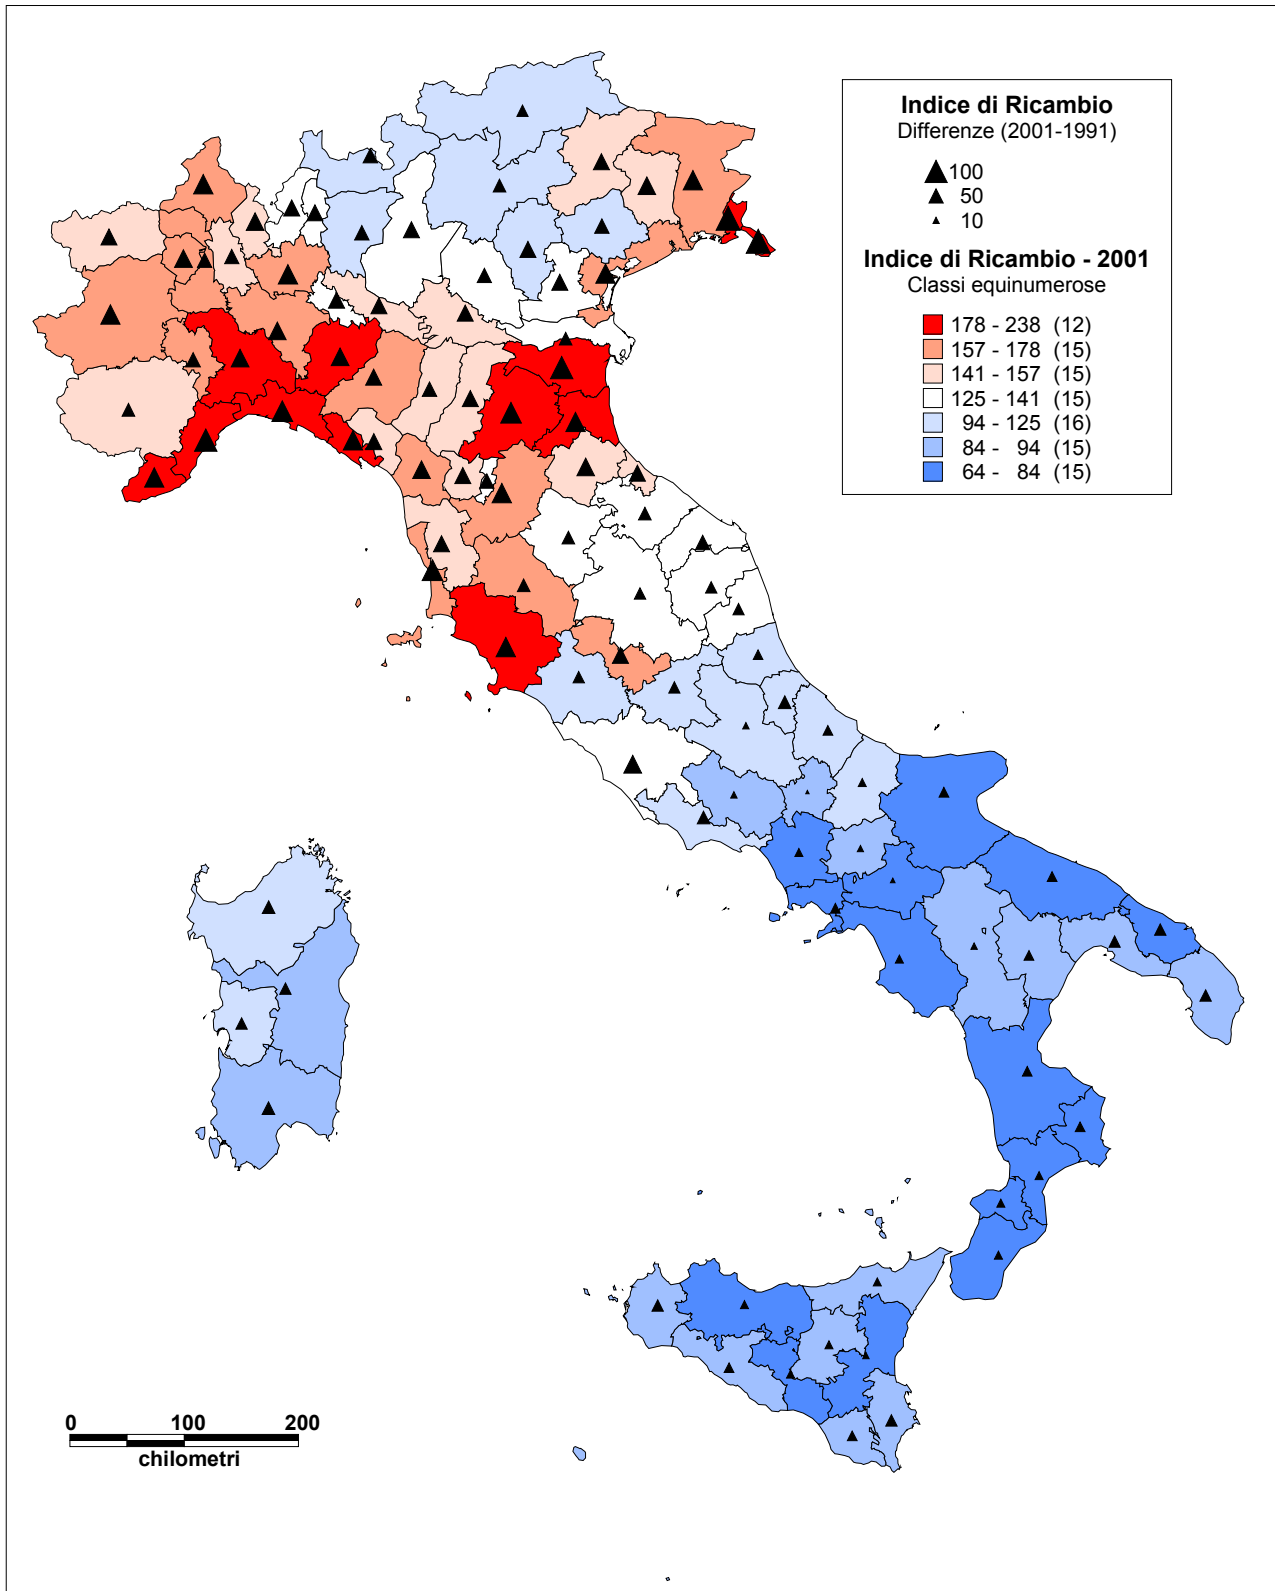 Indice di Ricambio
Differenze (2001-1991)
100
50
10
Indice di Ricambio - 2001
Classi equinumerose
178 - 238 (12)
157 - 178 (15)
141 - 157 (15)
125 - 141 (15)
94 - 125 (16)
84 - 94 (15)
64 - 84 (15)
0 100 200
chilometri